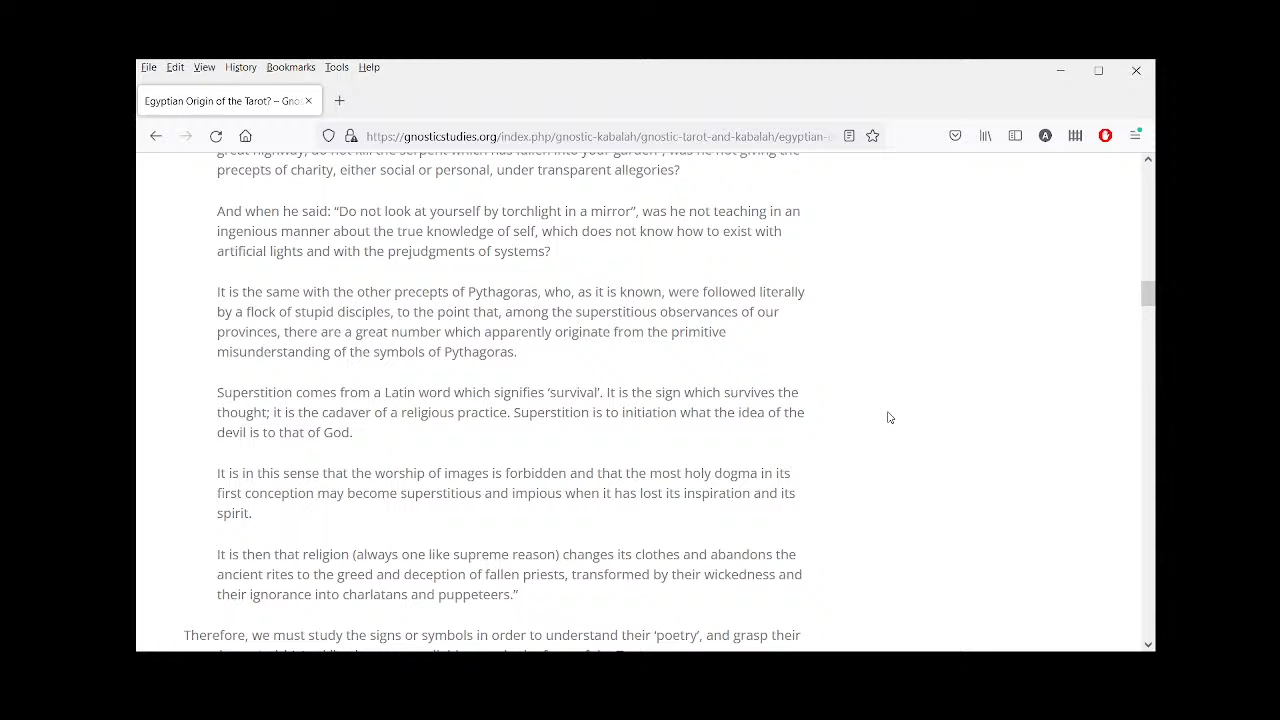 File Edit View History Bookmarks Tools Help
Egyptian Origin of the Tarot? – Gno
https://gnosticstudies.org/index.php/gnostic-kabalah/gnostic-tarot-and-kabalah/egyptian-
precepts of charity, either social or personal, under transparent allegories?
And when he said: “Do not look at yourself by torchlight in a mirror”, was he not teaching in an
ingenious manner about the true knowledge of self, which does not know how to exist with
artificial lights and with the prejudgments of systems?
It is the same with the other precepts of Pythagoras, who, as it is known, were followed literally
by a flock of stupid disciples, to the point that, among the superstitious observances of our
provinces, there are a great number which apparently originate from the primitive
misunderstanding of the symbols of Pythagoras.
Superstition comes from a Latin word which signifies ‘survival’. It is the sign which survives the
thought; it is the cadaver of a religious practice. Superstition is to initiation what the idea of the
devil is to that of God.
It is in this sense that the worship of images is forbidden and that the most holy dogma in its
first conception may become superstitious and impious when it has lost its inspiration and its
spirit.
It is then that religion (always one like supreme reason) changes its clothes and abandons the
ancient rites to the greed and deception of fallen priests, transformed by their wickedness and
their ignorance into charlatans and puppeteers.”
Therefore, we must study the signs or symbols in order to understand their ‘poetry’, and grasp their